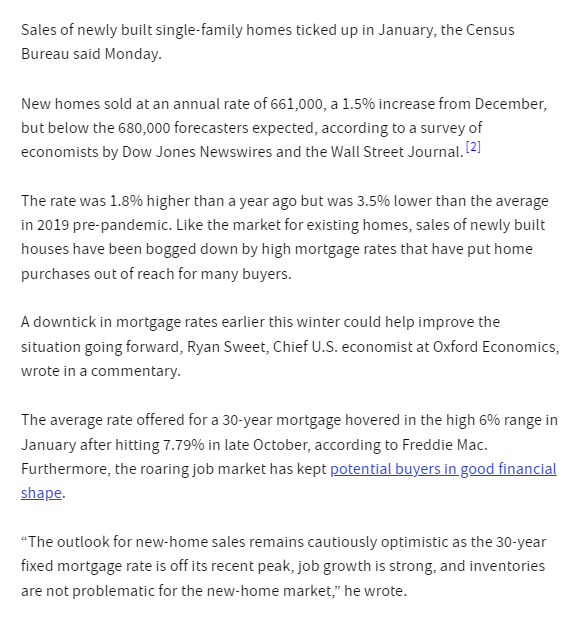 Sales of newly built single-family homes ticked up in January, the Census
Bureau said Monday.
New homes sold at an annual rate of 661,000, a 1.5% increase from December,
but below the 680,000 forecasters expected, according to a survey of
economists by Dow Jones Newswires and the Wall Street Journal. [2]
The rate was 1.8% higher than a year ago but was 3.5% lower than the average
in 2019 pre-pandemic. Like the market for existing homes, sales of newly built
houses have been bogged down by high mortgage rates that have put home
purchases out of reach for many buyers.
A downtick in mortgage rates earlier this winter could help improve the
situation going forward, Ryan Sweet, Chief U.S. economist at Oxford Economics,
wrote in a commentary.
The average rate offered for a 30-year mortgage hovered in the high 6% range in
January after hitting 7.79% in late October, according to Freddie Mac.
Furthermore, the roaring job market has kept potential buyers in good financial
shape.
“The outlook for new-home sales remains cautiously optimistic as the 30-year
fixed mortgage rate is off its recent peak, job growth is strong, and inventories
are not problematic for the new-home market,” he wrote.